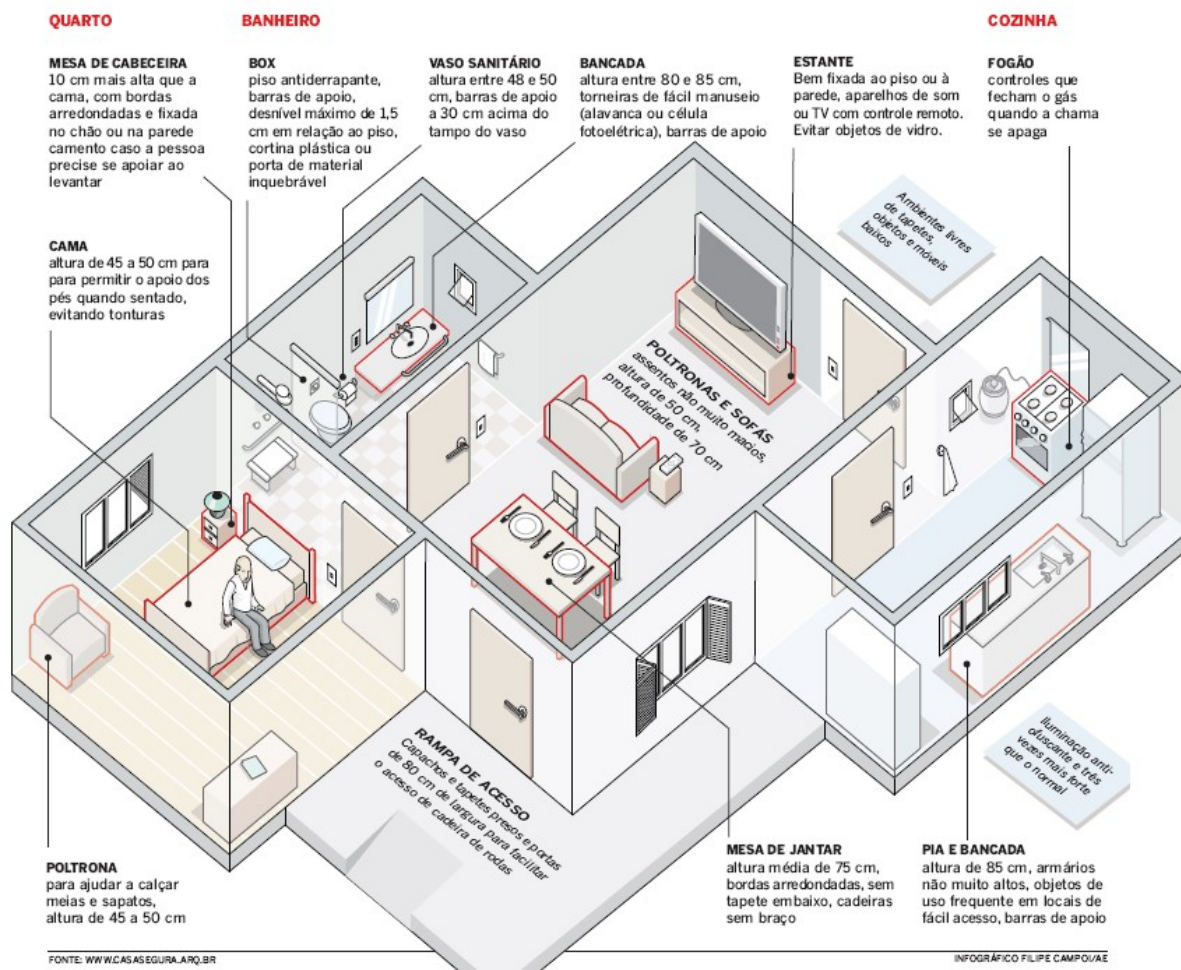 QUARTO
BANHEIRO
COZINHA
MESA DE CABECEIRA
10 cm mais alta que a
cama, com bordas
arredondadas e fixada
no chão ou na parede
camento caso a pessoa
precise se apoiar ao
levantar
BOX
piso antiderrapante,
barras de apoio,
desnível máximo de 1,5
cm em relação ao piso,
cortina plástica ou
porta de material
inquebrável
VASO SANITÁRIO
altura entre 48 e 50
cm, barras de apoio
a 30 cm acima do
tampo do vaso
BANCADA
altura entre 80 e 85 cm,
torneiras de fácil manuseio
(alavanca ou célula
fotoelétrica), barras de apoio
ESTANTE
Bem fixada ao piso ou à
parede, aparelhos de som
ou TV com controle remoto.
Evitar objetos de vidro.
FOGÃO
controles que
fecham o gás
quando a chama
se apaga
CAMA
altura de 45 a 50 cm para
para permitir o apoio dos
pés quando sentado,
evitando tonturas
Ambientes livres
de tapetes,
objetos e móveis
baixos
POLTRONAS E SOFÁS
assentos não muito macios,
altura de 50 cm,
profundidade de 70 cm
RAMPA DE ACESSO
Capachos e tapetes presos e portas
de 80 cm de largura para facilitar
o acesso de cadeira de rodas
Iluminação anti-
ofuscante e três
vezes mais forte
que o normal
POLTRONA
para ajudar a calçar
meias e sapatos,
altura de 45 a 50 cm
MESA DE JANTAR
altura média de 75 cm,
bordas arredondadas, sem
tapete embaixo, cadeiras
sem braço
PIA E BANCADA
altura de 85 cm, armários
não muito altos, objetos de
uso frequente em locais de
fácil acesso, barras de apoio
FONTE: WWW.CASASEGURA.ARQ.BR
INFOGRÁFICO FILIPE CAMPOI/AE